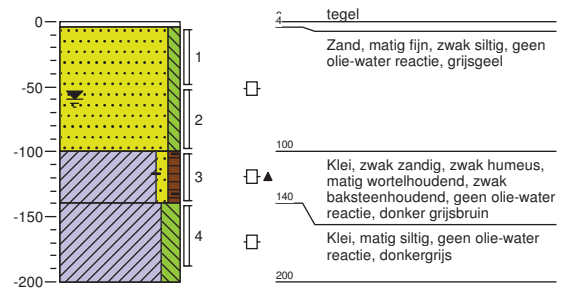 0
-50
-100
-150
-200
1
2
3
4
4
tegel
Zand, matig fijn, zwak siltig, geen
olie-water reactie, grijsgeel
100
Klei, zwak zandig, zwak humeus,
matig wortelhoudend, zwak
baksteenhoudend, geen olie-water
reactie, donker grijsbruin
140
Klei, matig siltig, geen olie-water
reactie, donkergrijs
200